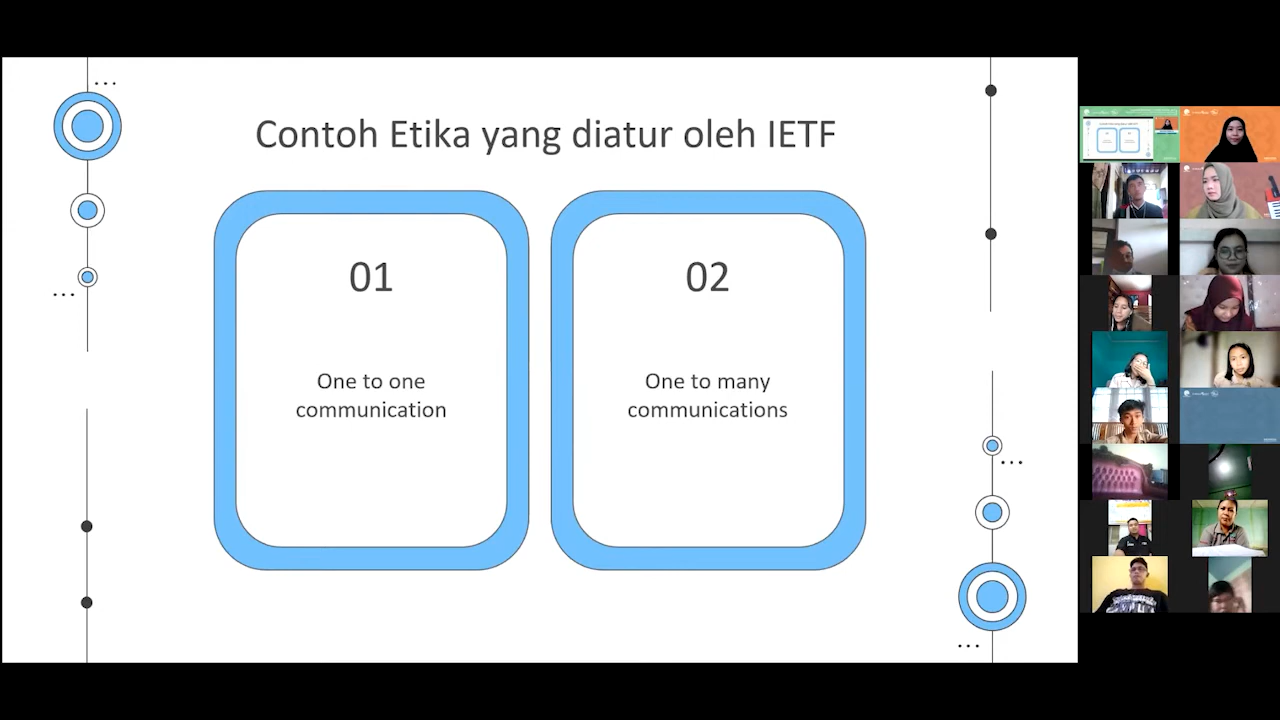 Contoh Etika yang diatur oleh IETF
01
One to one
communication
02
One to many
communications